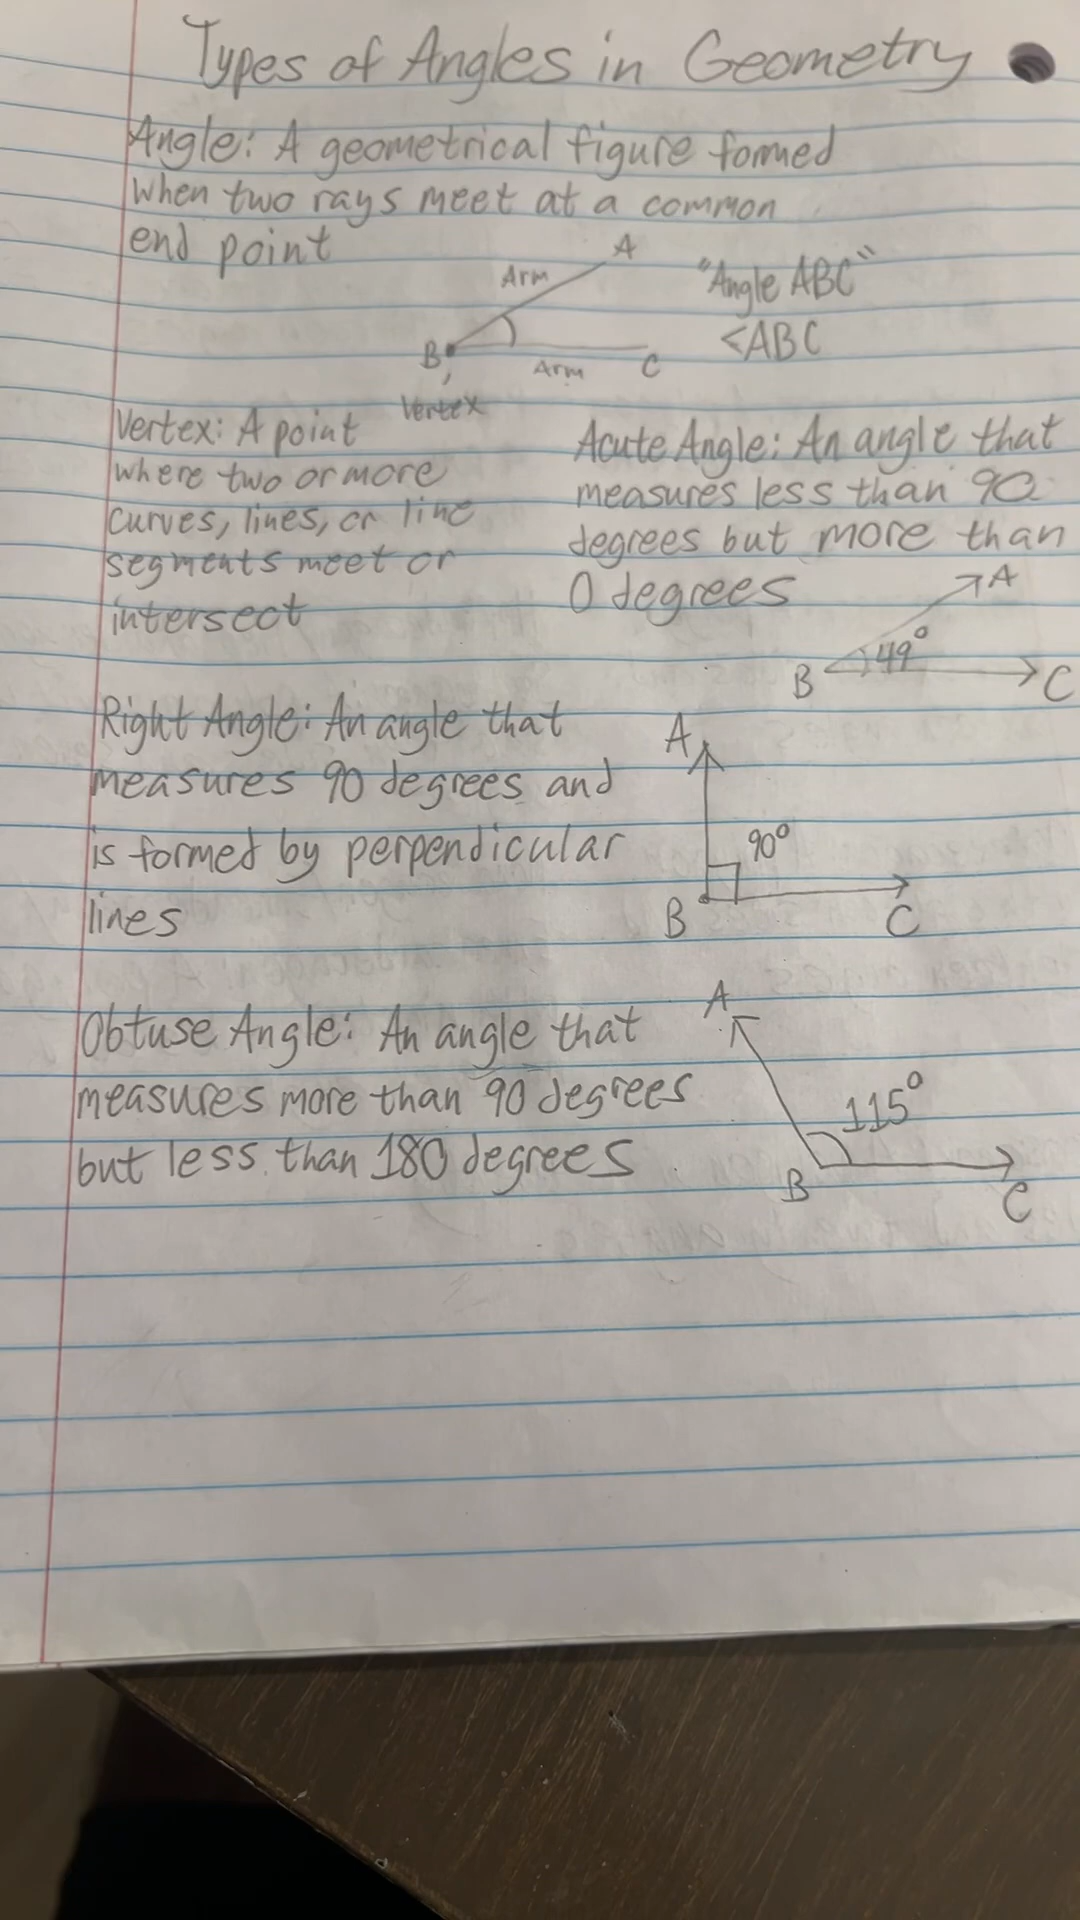 Types of Angles in Geometry
Angle: A geometrical figure formed
when two rays meet at a common
end point
A
Arm
"Angle ABC"
<ABC
B
Arm
C
Vertex
Vertex: A point
where two or more
curves, lines, or line
segments meet or
intersect
Acute Angle: An angle that
measures less than 90
degrees but more than
0 degrees
A
49°
B
C
Right Angle: An angle that
measures 90 degrees and
is formed by perpendicular
lines
A
90°
B
C
Obtuse Angle: An angle that
measures more than 90 degrees
but less than 180 degrees
A
115°
B
C